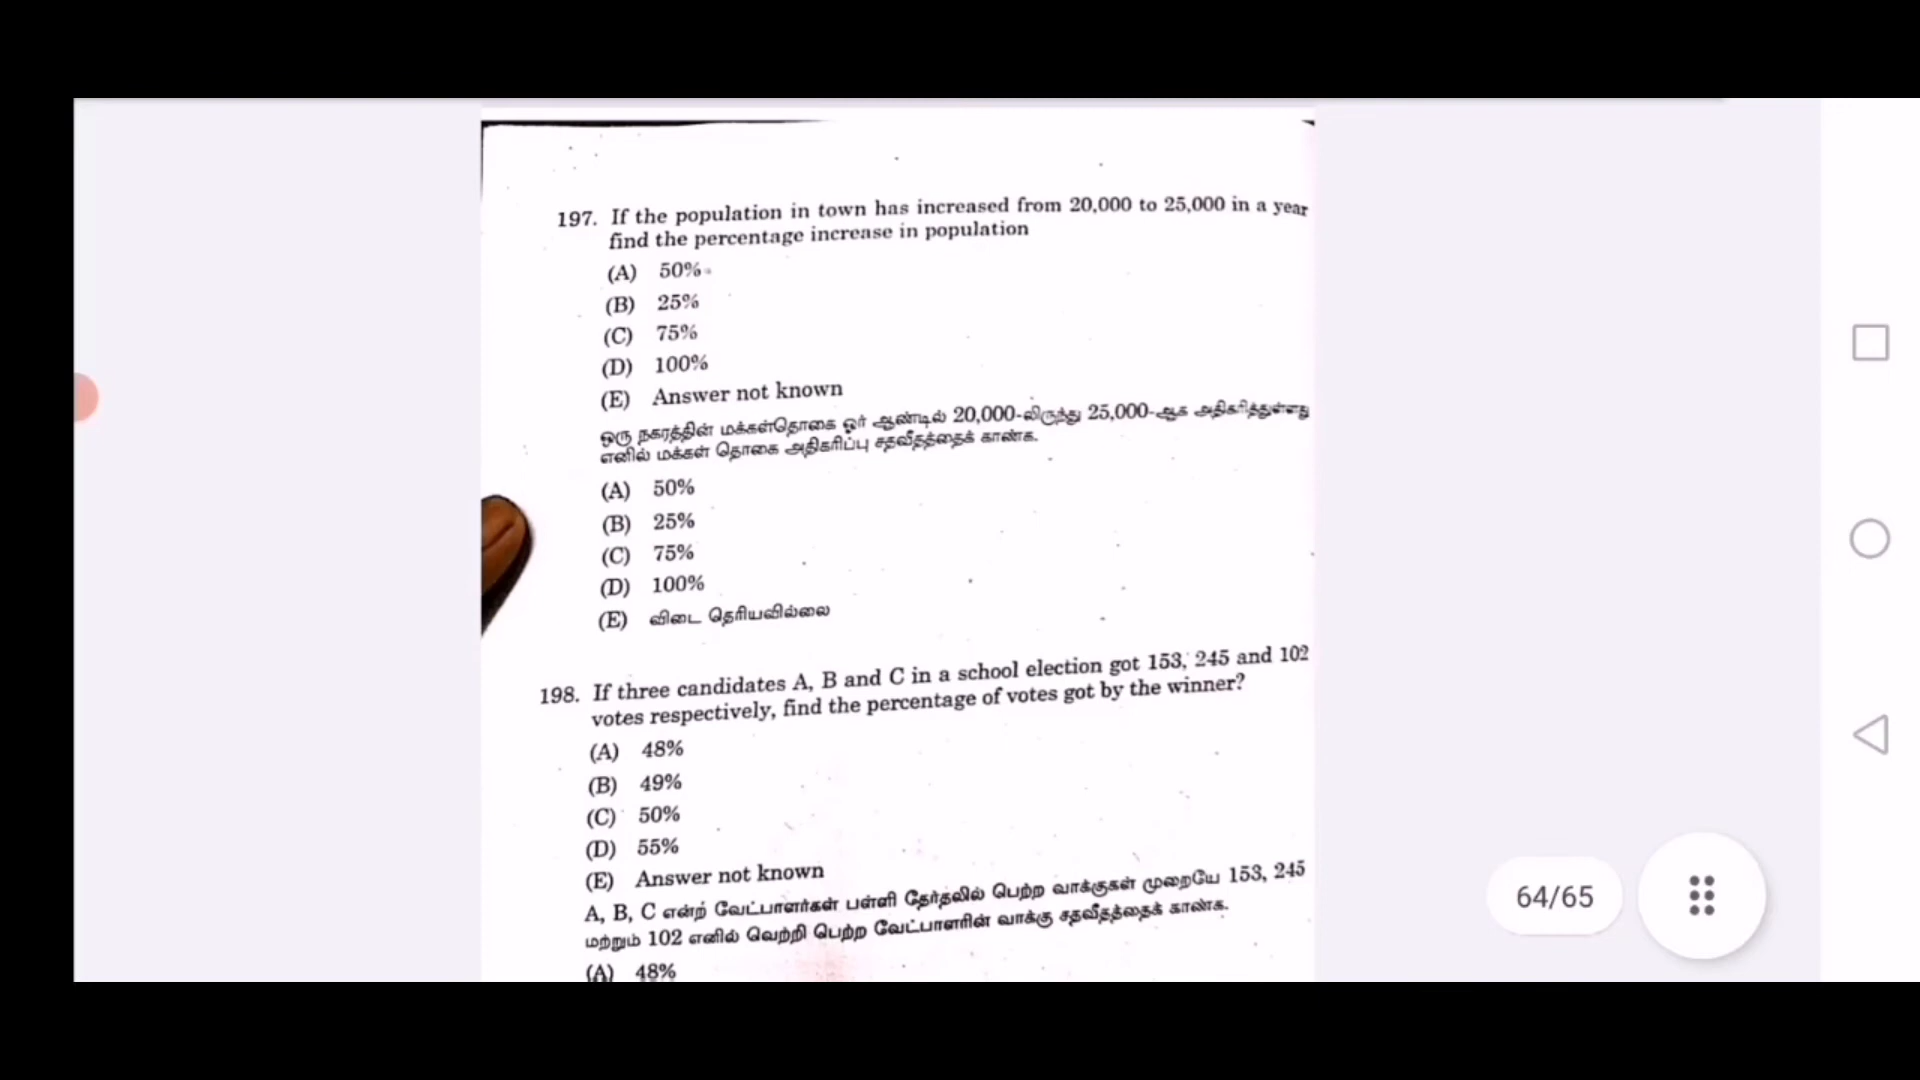 197. If the population in town has increased from 20,000 to 25,000 in a year
find the percentage increase in population
(A) 50%
(B) 25%
(C) 75%
(D) 100%
(E) Answer not known
ஒரு நகரத்தின் மக்கள்தொகை ஓர் ஆண்டில் 20,000-லிருந்து 25,000-ஆக அதிகரித்துள்ளது
எனில் மக்கள் தொகை அதிகரிப்பு சதவீதத்தைக் காண்க.
(A) 50%
(B) 25%
(C) 75%
(D) 100%
(E) விடை தெரியவில்லை
198. If three candidates A, B and C in a school election got 153, 245 and 102
votes respectively, find the percentage of votes got by the winner?
(A) 48%
(B) 49%
(C) 50%
(D) 55%
(E) Answer not known
A, B, C என்ற வேட்பாளர்கள் பள்ளி தேர்தலில் பெற்ற வாக்குகள் முறையே 153, 245
மற்றும் 102 எனில் வெற்றி பெற்ற வேட்பாளரின் வாக்கு சதவீதத்தைக் காண்க.
(A) 48%
64/65